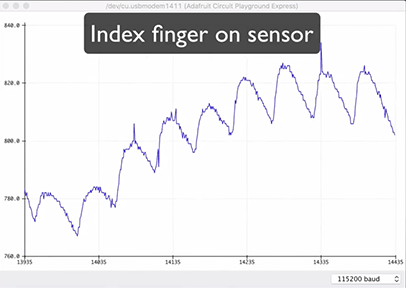 /dev/cu.usbmodem1411 (Adafruit Circuit Playground Express)
Index finger on sensor
840.0
820.0
800.0
780.0
760.0
13935 14035 14135 14235 14335 14435
115200 baud